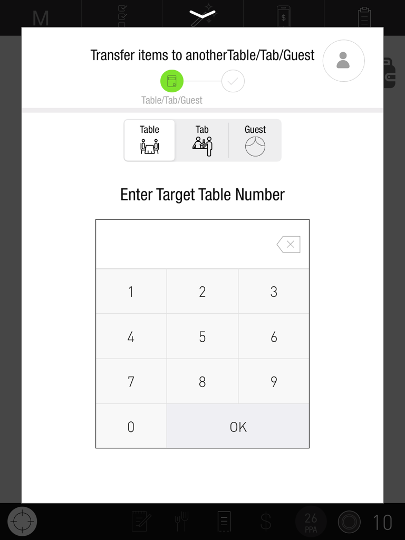 M
$
Transfer items to anotherTable/Tab/Guest
Table/Tab/Guest
Table Tab Guest
Enter Target Table Number
1 2 3
4 5 6
7 8 9
0 OK
S 26 10
PPA